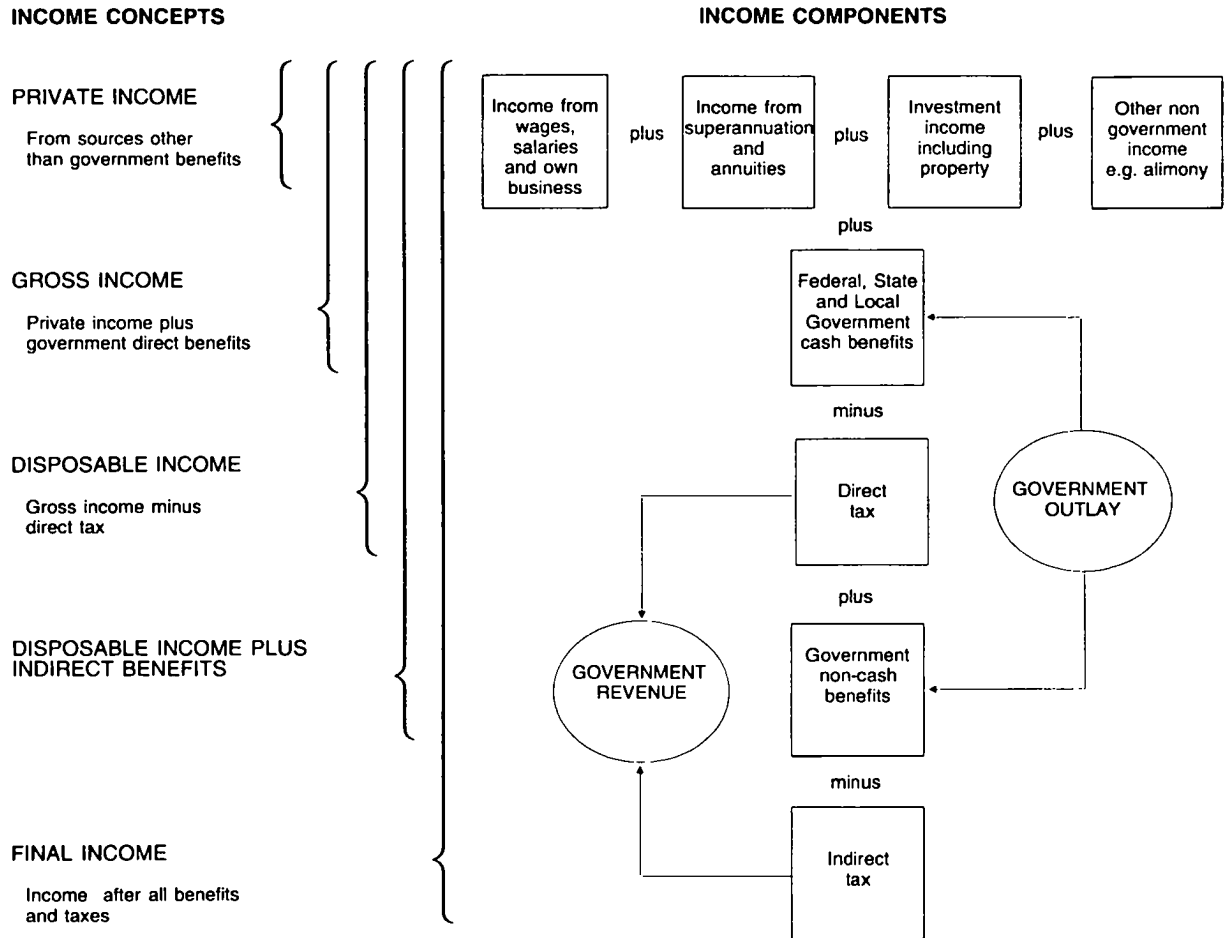 INCOME CONCEPTS
INCOME COMPONENTS
PRIVATE INCOME
From sources other
than government benefits
Income from
wages,
salaries
and own
business
plus
Income from
superannuation
and
annuities
plus
Investment
income
including
property
plus
Other non
government
income
e.g. alimony
plus
GROSS INCOME
Private income plus
government direct benefits
Federal, State
and Local
Government
cash benefits
minus
DISPOSABLE INCOME
Gross income minus
direct tax
Direct
tax
GOVERNMENT
OUTLAY
plus
DISPOSABLE INCOME PLUS
INDIRECT BENEFITS
GOVERNMENT
REVENUE
Government
non-cash
benefits
minus
FINAL INCOME
Income after all benefits
and taxes
Indirect
tax